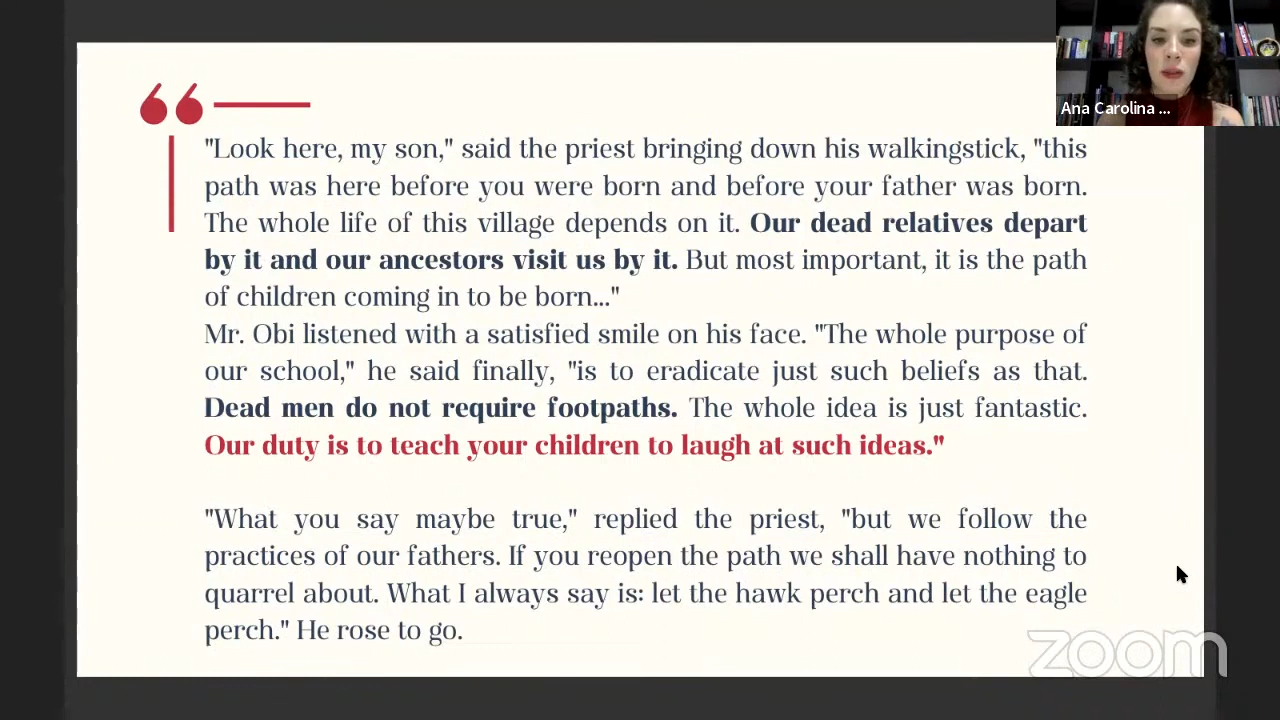 Ana Carolina ...
"Look here, my son," said the priest bringing down his walkingstick, "this
path was here before you were born and before your father was born.
The whole life of this village depends on it. Our dead relatives depart
by it and our ancestors visit us by it. But most important, it is the path
of children coming in to be born..."
Mr. Obi listened with a satisfied smile on his face. "The whole purpose of
our school," he said finally, "is to eradicate just such beliefs as that.
Dead men do not require footpaths. The whole idea is just fantastic.
Our duty is to teach your children to laugh at such ideas."
"What you say maybe true," replied the priest, "but we follow the
practices of our fathers. If you reopen the path we shall have nothing to
quarrel about. What I always say is: let the hawk perch and let the eagle
perch." He rose to go.
zoom